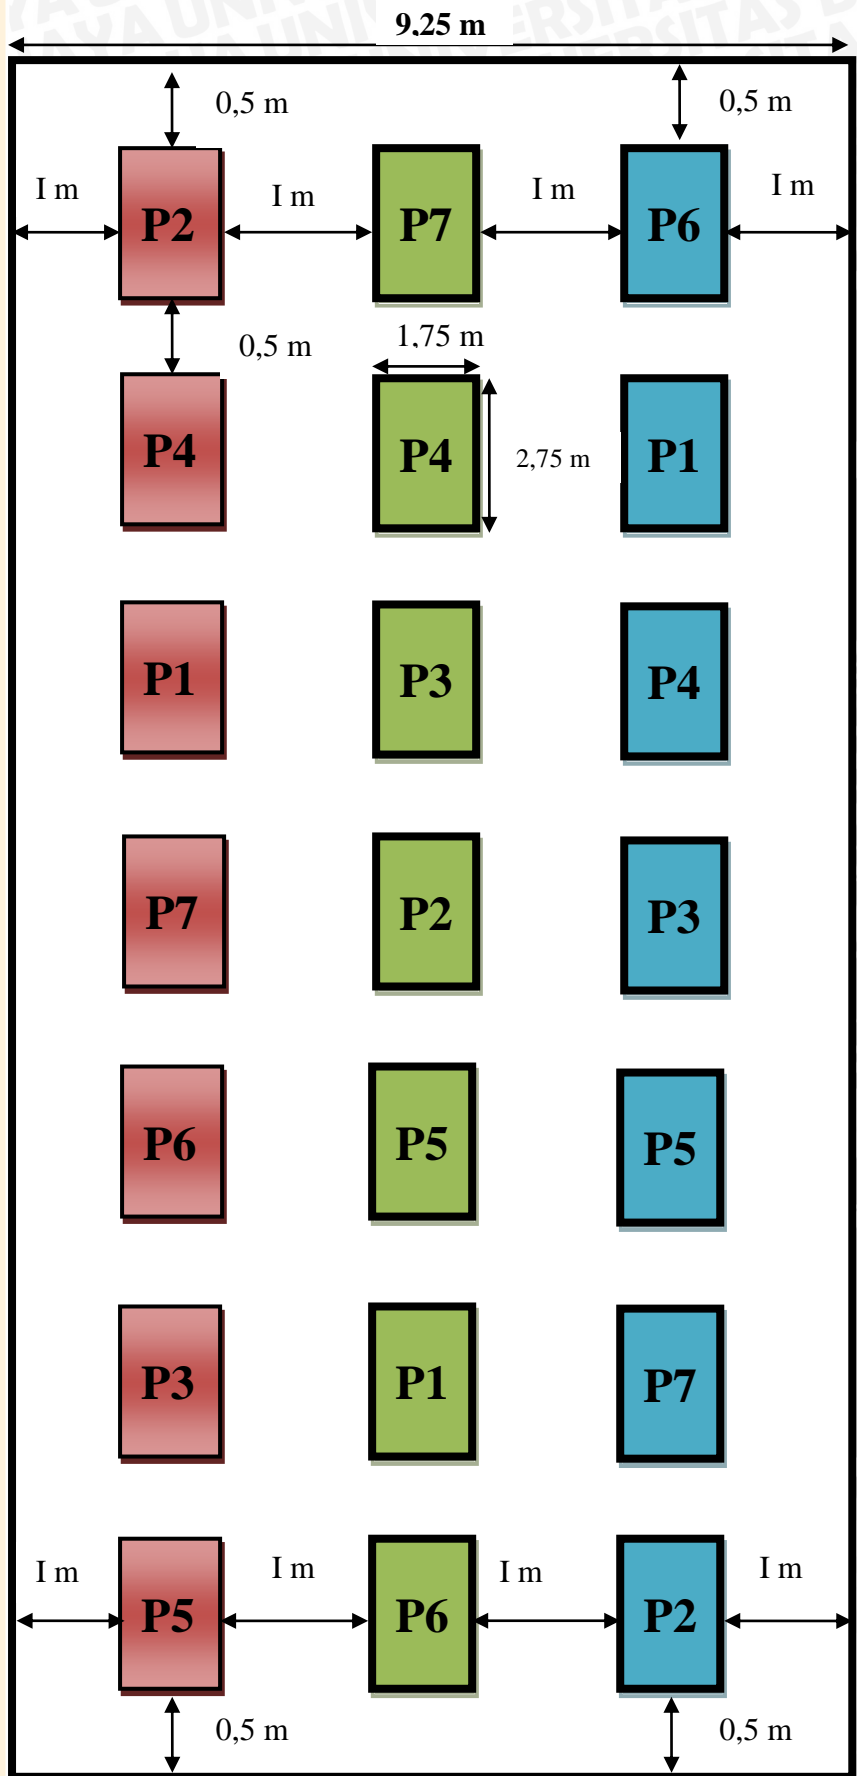 9,25 m
0,5 m 0,5 m
I m I m I m I m
P2 P7 P6
0,5 m 1,75 m
P4 P4 2,75 m P1
P1 P3 P4
P7 P2 P3
P6 P5 P5
P3 P1 P7
I m I m I m I m
P5 P6 P2
0,5 m 0,5 m